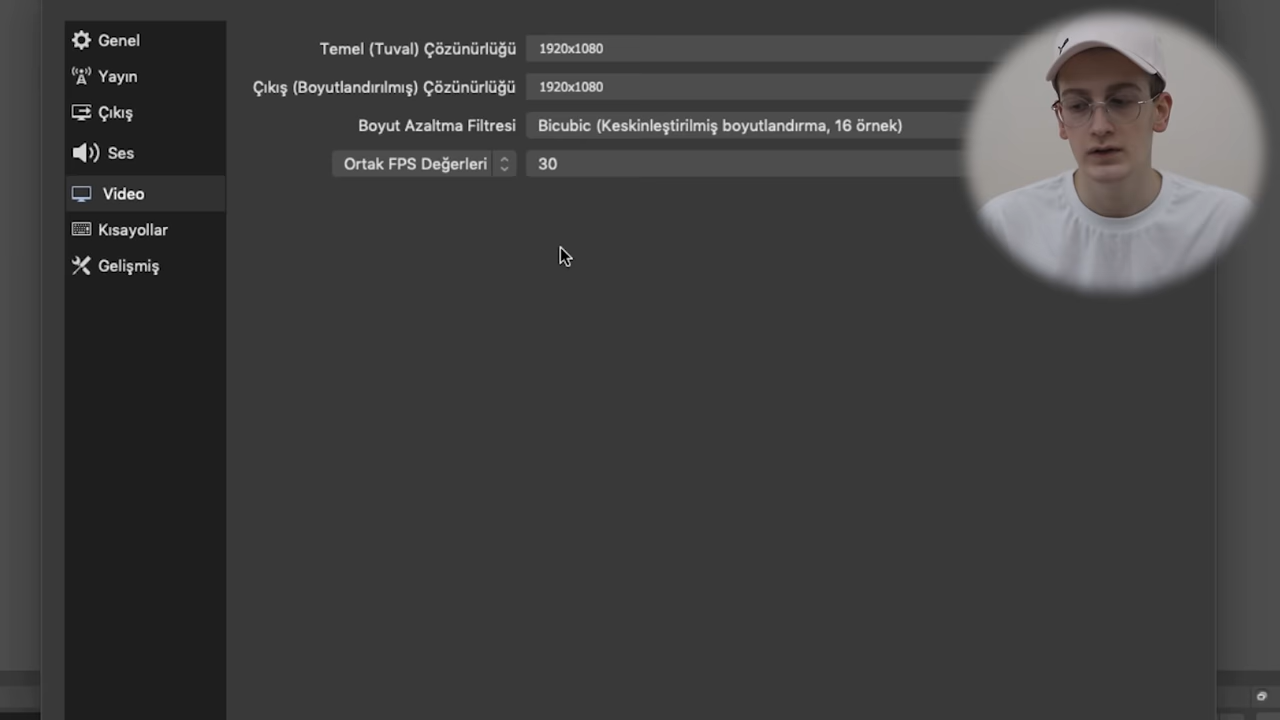 Genel
Yayın
Çıkış
Ses
Video
Kısayollar
Gelişmiş
Temel (Tuval) Çözünürlüğü 1920x1080
Çıkış (Boyutlandırılmış) Çözünürlüğü 1920x1080
Boyut Azaltma Filtresi Bicubic (Keskinleştirilmiş boyutlandırma, 16 örnek)
Ortak FPS Değerleri 30